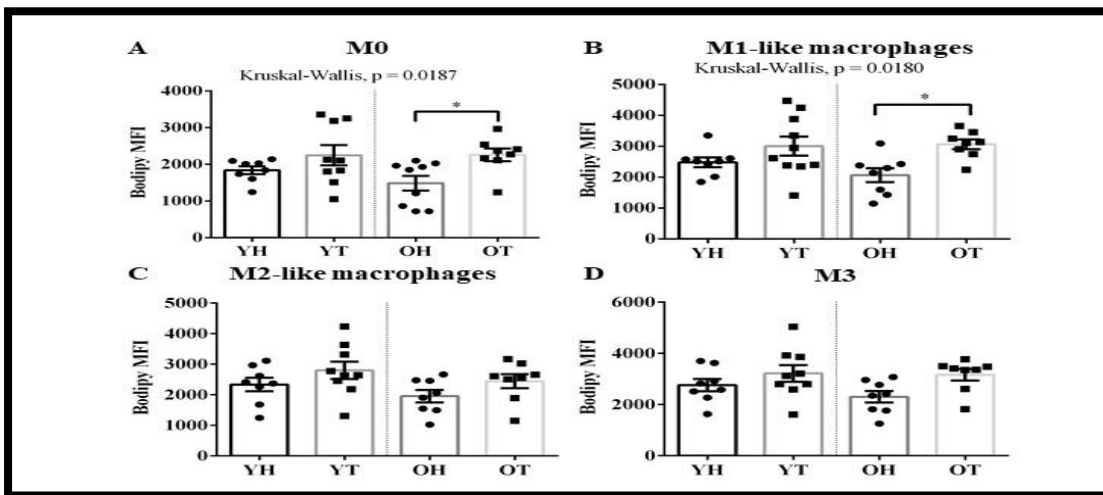 A
M0
Kruskal-Wallis, p = 0.0187
*
Bodipy MFI
4000
3000
2000
1000
0
YH YT OH OT
B
M1-like macrophages
Kruskal-Wallis, p = 0.0180
*
Bodipy MFI
5000
4000
3000
2000
1000
0
YH YT OH OT
C
M2-like macrophages
Bodipy MFI
5000
4000
3000
2000
1000
0
YH YT OH OT
D
M3
Bodipy MFI
6000
4000
2000
0
YH YT OH OT